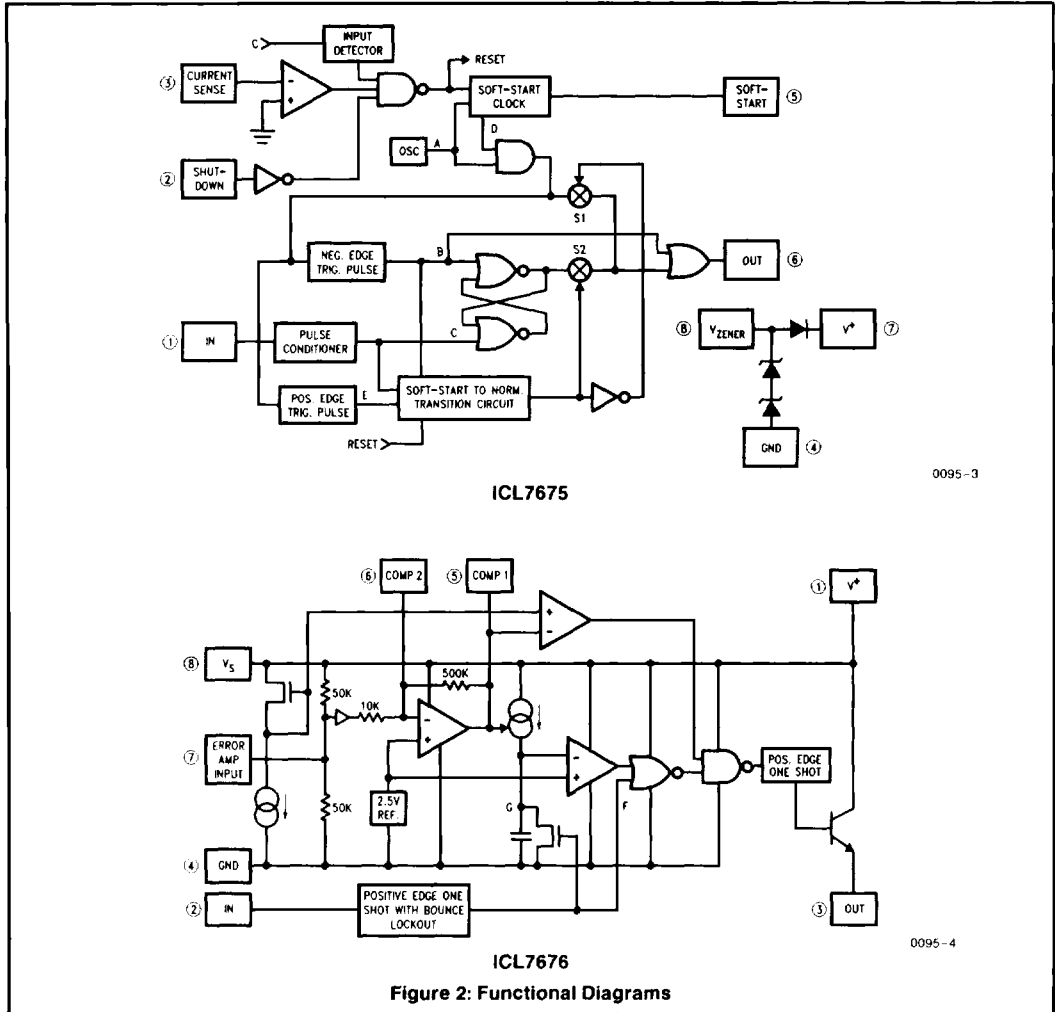 C
INPUT
DETECTOR
RESET
③ CURRENT
SENSE
-
+
SOFT-START
CLOCK
SOFT-
START ⑤
D
OSC A
② SHUT-
DOWN
S1
NEG. EDGE
TRIG. PULSE
B
S2
OUT ⑥
① IN
PULSE
CONDITIONER
C
⑧ VZENER
V+ ⑦
POS. EDGE
TRIG. PULSE
E
SOFT-START TO NORM.
TRANSITION CIRCUIT
RESET
GND ④
0095-3
ICL7675
⑥ COMP 2
⑤ COMP 1
① V+
+
-
⑧ VS
50K
500K
10K
-
+
⑦ ERROR
AMP
INPUT
-
+
POS. EDGE
ONE SHOT
50K
2.5V
REF.
G
F
④ GND
② IN
POSITIVE EDGE ONE
SHOT WITH BOUNCE
LOCKOUT
③ OUT
0095-4
ICL7676
Figure 2: Functional Diagrams